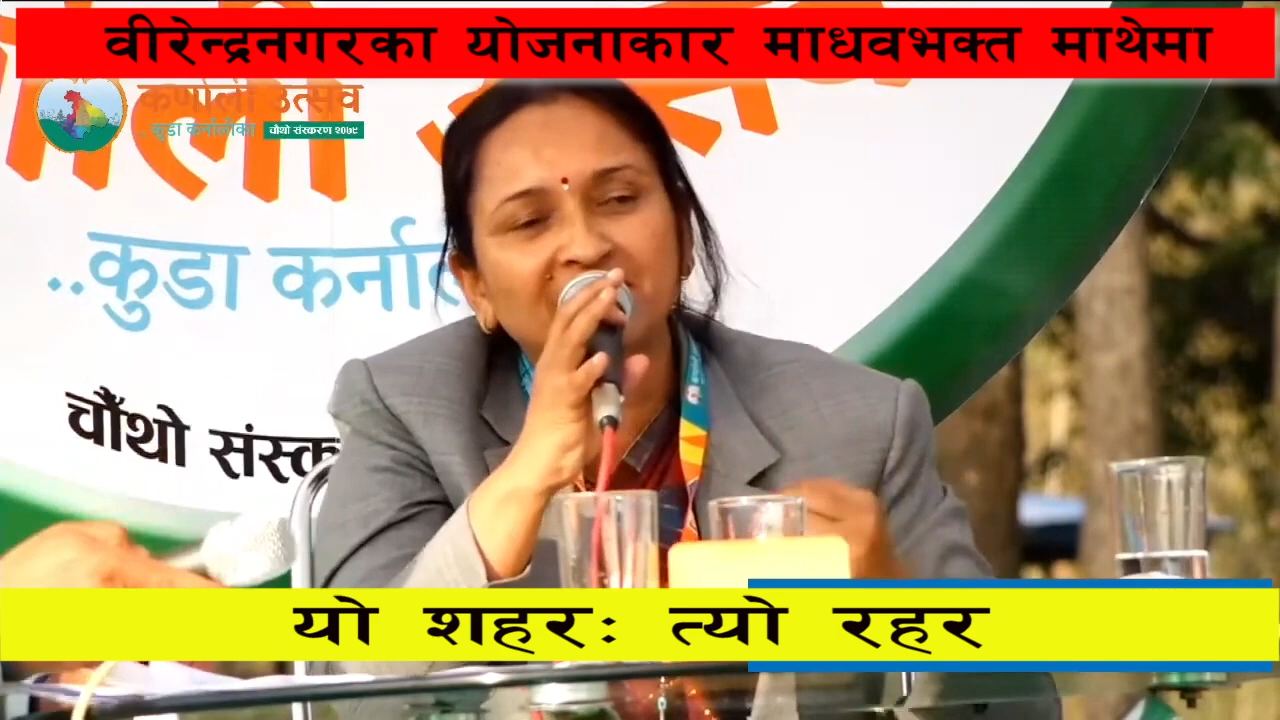 वीरेन्द्रनगरका योजनाकार माधवभक्त माथेमा
कर्णाली उत्सव
..कुडा कर्नालीका
चौथो संस्करण २०७९
..कुडा कर्नाल
चौँथो संस्क
यो शहरः त्यो रहर